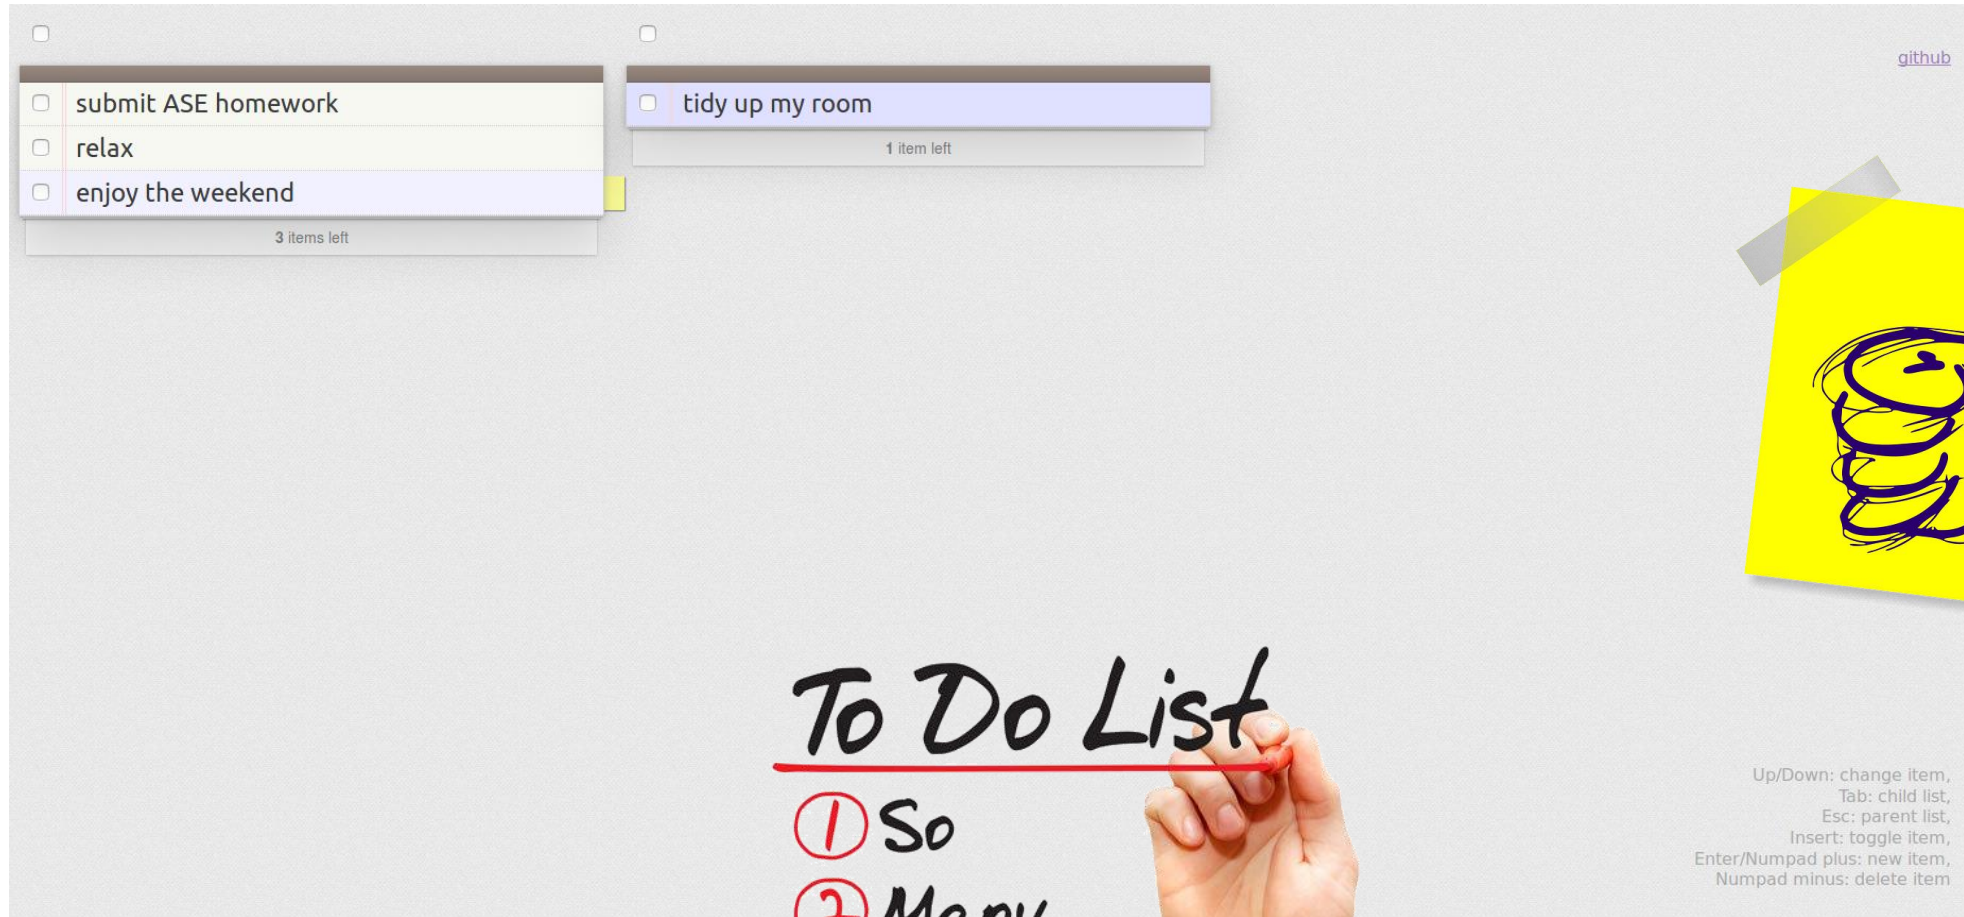 github
submit ASE homework
relax
enjoy the weekend
3 items left
tidy up my room
1 item left
To Do List
1 So
2 Many
Up/Down: change item,
Tab: child list,
Esc: parent list,
Insert: toggle item,
Enter/Numpad plus: new item,
Numpad minus: delete item